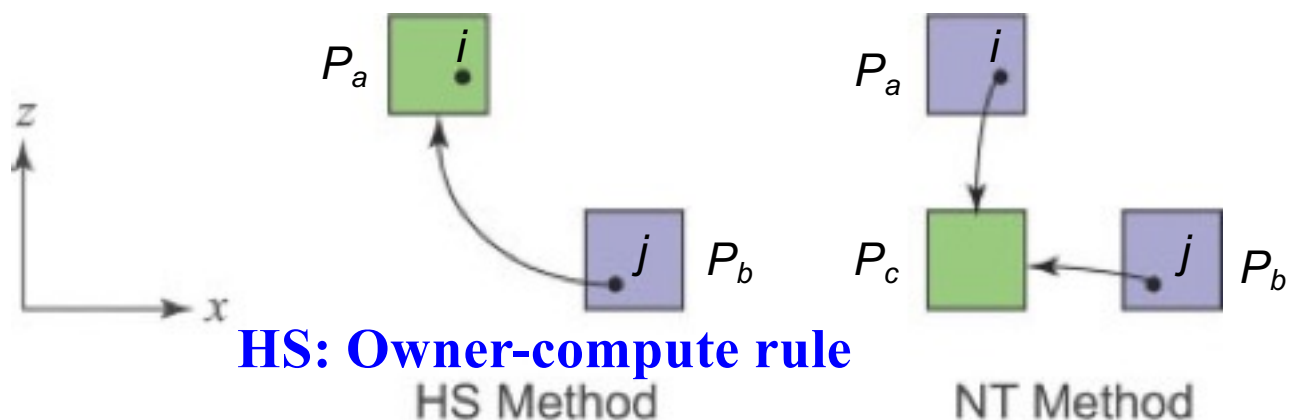 z
x
P_a
i
j
P_b
HS: Owner-compute rule
HS Method
P_a
i
P_c
j
P_b
NT Method